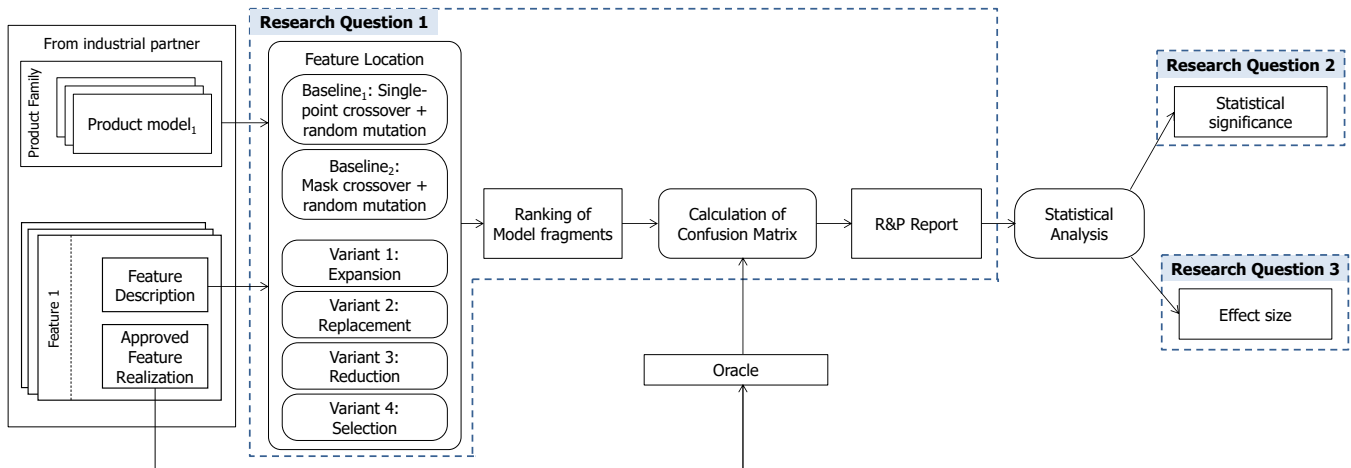 From industrial partner
Product Family
Product model1
Feature 1
Feature
Description
Approved
Feature
Realization
Research Question 1
Feature Location
Baseline1: Single-
point crossover +
random mutation
Baseline2:
Mask crossover +
random mutation
Variant 1:
Expansion
Variant 2:
Replacement
Variant 3:
Reduction
Variant 4:
Selection
Ranking of
Model fragments
Calculation of
Confusion Matrix
R&P Report
Oracle
Statistical
Analysis
Research Question 2
Statistical
significance
Research Question 3
Effect size